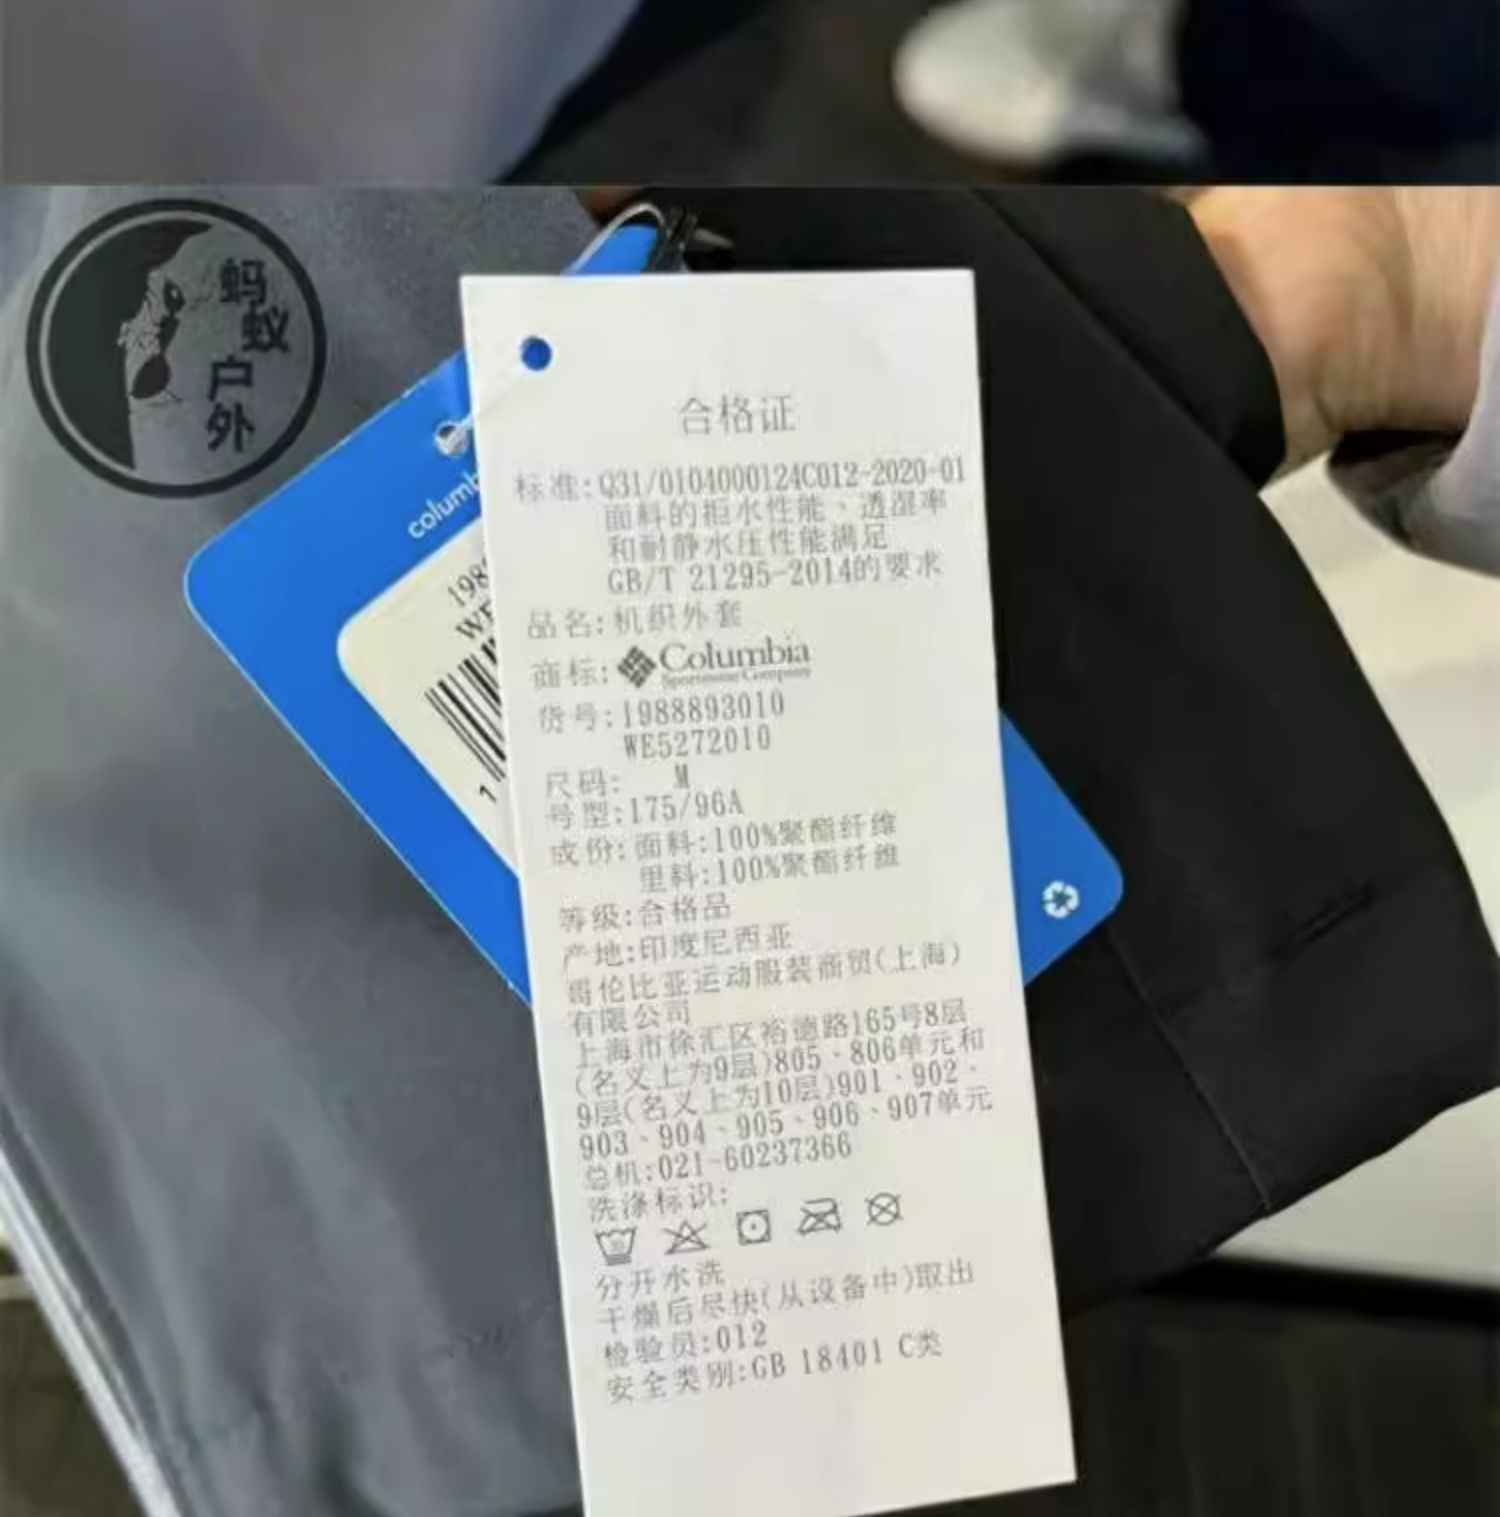 蚂蚁
户外
columb
198
WE
1
合格证
标准:Q31/0104000124C012-2020-01
面料的拒水性能、透湿率
和耐静水压性能满足
GB/T 21295-2014的要求
品名:机织外套
商标: Columbia
Sportswear Company
货号:1988893010
WE5272010
尺码: M
号型:175/96A
成份:面料:100%聚酯纤维
里料:100%聚酯纤维
等级:合格品
产地:印度尼西亚
哥伦比亚运动服装商贸(上海)
有限公司
上海市徐汇区裕德路165号8层
(名义上为9层)805、806单元和
9层(名义上为10层)901、902、
903、904、905、906、907单元
总机:021-60237366
洗涤标识:
30
分开水洗
干燥后尽快(从设备中)取出
检验员:012
安全类别:GB 18401 C类